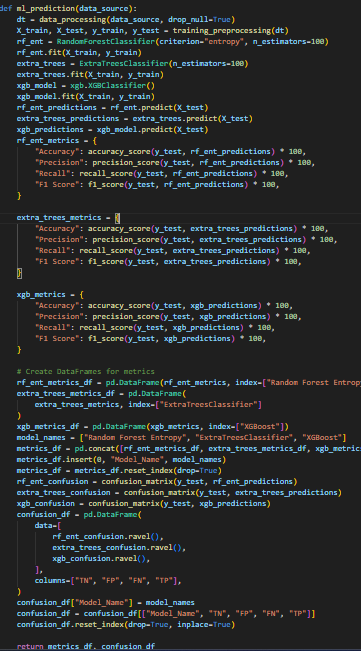 def ml_prediction(data_source):
    dt = data_processing(data_source, drop_null=True)
    X_train, X_test, y_train, y_test = training_preprocessing(dt)
    rf_ent = RandomForestClassifier(criterion="entropy", n_estimators=100)
    rf_ent.fit(X_train, y_train)
    extra_trees = ExtraTreesClassifier(n_estimators=100)
    extra_trees.fit(X_train, y_train)
    xgb_model = xgb.XGBClassifier()
    xgb_model.fit(X_train, y_train)
    rf_ent_predictions = rf_ent.predict(X_test)
    extra_trees_predictions = extra_trees.predict(X_test)
    xgb_predictions = xgb_model.predict(X_test)
    rf_ent_metrics = {
        "Accuracy": accuracy_score(y_test, rf_ent_predictions) * 100,
        "Precision": precision_score(y_test, rf_ent_predictions) * 100,
        "Recall": recall_score(y_test, rf_ent_predictions) * 100,
        "F1 Score": f1_score(y_test, rf_ent_predictions) * 100,
    }
    extra_trees_metrics = {
        "Accuracy": accuracy_score(y_test, extra_trees_predictions) * 100,
        "Precision": precision_score(y_test, extra_trees_predictions) * 100,
        "Recall": recall_score(y_test, extra_trees_predictions) * 100,
        "F1 Score": f1_score(y_test, extra_trees_predictions) * 100,
    }
    xgb_metrics = {
        "Accuracy": accuracy_score(y_test, xgb_predictions) * 100,
        "Precision": precision_score(y_test, xgb_predictions) * 100,
        "Recall": recall_score(y_test, xgb_predictions) * 100,
        "F1 Score": f1_score(y_test, xgb_predictions) * 100,
    }
    # Create DataFrames for metrics
    rf_ent_metrics_df = pd.DataFrame(rf_ent_metrics, index=["Random Forest Entropy
    extra_trees_metrics_df = pd.DataFrame(
        extra_trees_metrics, index=["ExtraTreesClassifier"]
    )
    xgb_metrics_df = pd.DataFrame(xgb_metrics, index=["XGBoost"])
    model_names = ["Random Forest Entropy", "ExtraTreesClassifier", "XGBoost"]
    metrics_df = pd.concat([rf_ent_metrics_df, extra_trees_metrics_df, xgb_metric
    metrics_df.insert(0, "Model_Name", model_names)
    metrics_df = metrics_df.reset_index(drop=True)
    rf_ent_confusion = confusion_matrix(y_test, rf_ent_predictions)
    extra_trees_confusion = confusion_matrix(y_test, extra_trees_predictions)
    xgb_confusion = confusion_matrix(y_test, xgb_predictions)
    confusion_df = pd.DataFrame(
        data=[
            rf_ent_confusion.ravel(),
            extra_trees_confusion.ravel(),
            xgb_confusion.ravel(),
        ],
        columns=["TN", "FP", "FN", "TP"],
    )
    confusion_df["Model_Name"] = model_names
    confusion_df = confusion_df[["Model_Name", "TN", "FP", "FN", "TP"]]
    confusion_df.reset_index(drop=True, inplace=True)
    return metrics_df, confusion_df